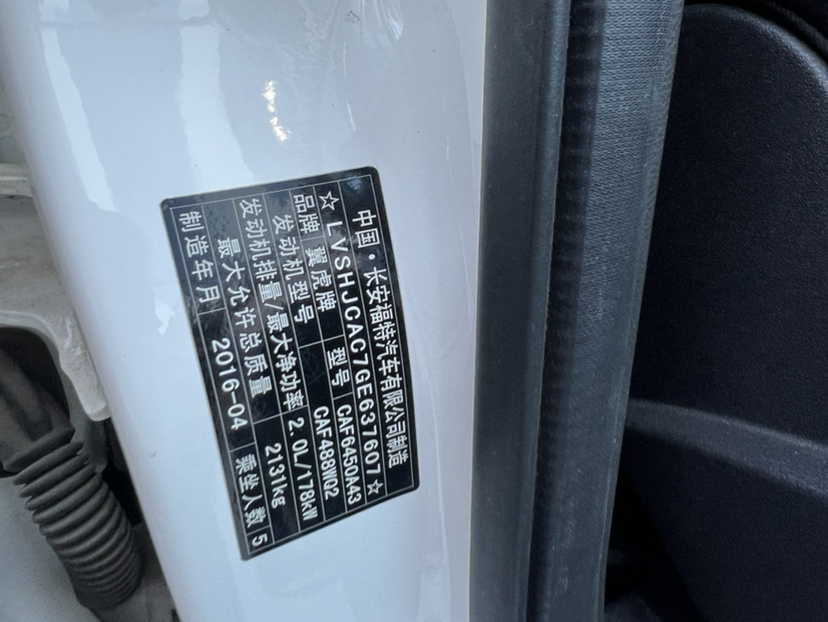 中国·长安福特汽车有限公司制造
☆LVSHJCAC7GE637607☆
品牌 翼虎牌 型号 CAF6450A43
发动机型号 CAF488WQ2
发动机排量/最大净功率 2.0L/178kW
最大允许总质量 2131kg
制造年月 2016-04 乘坐人数 5